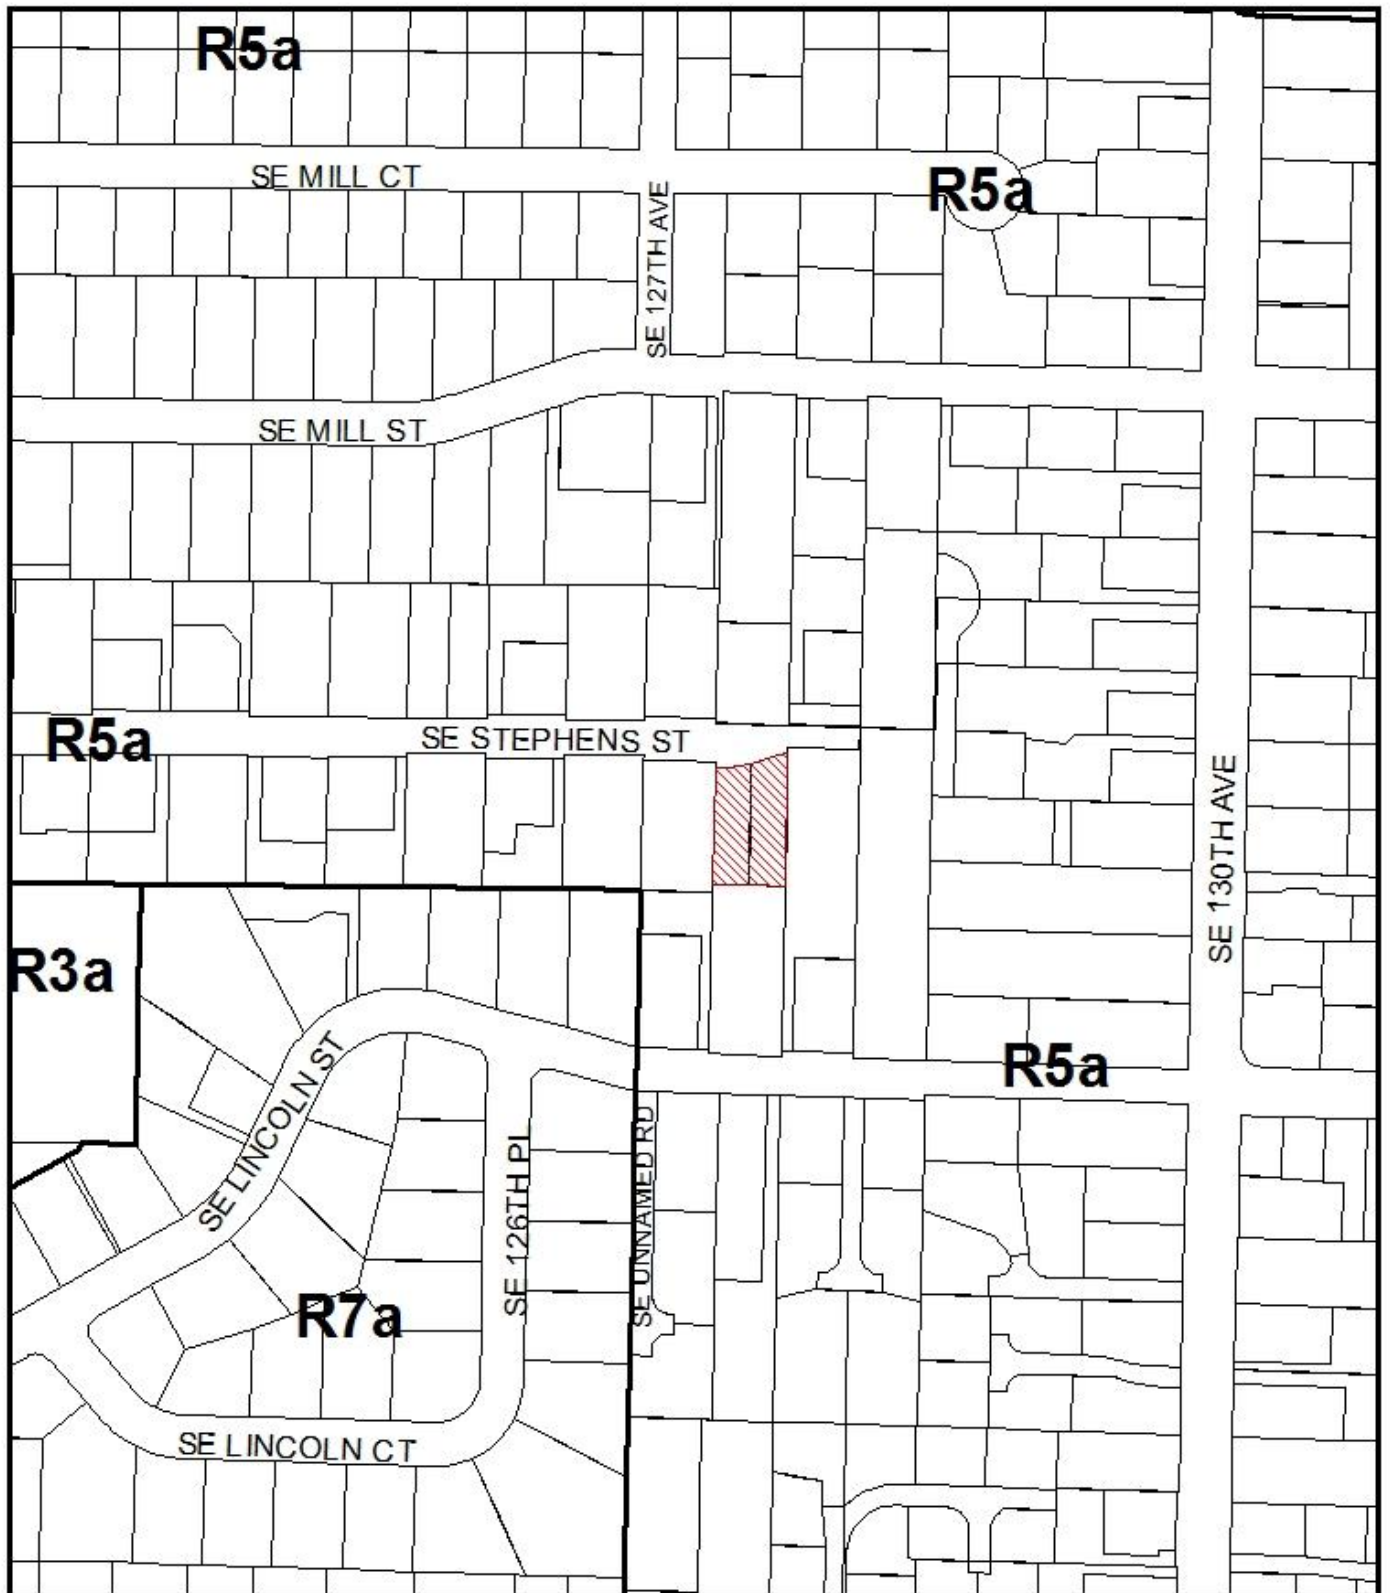 R5a
SE MILL CT
R5a
SE 127TH AVE
SE MILL ST
R5a
SE STEPHENS ST
SE 130TH AVE
R3a
R5a
SE LINCOLN ST
SE 126TH PL
SE UNNAMED RD
R7a
SE LINCOLN CT